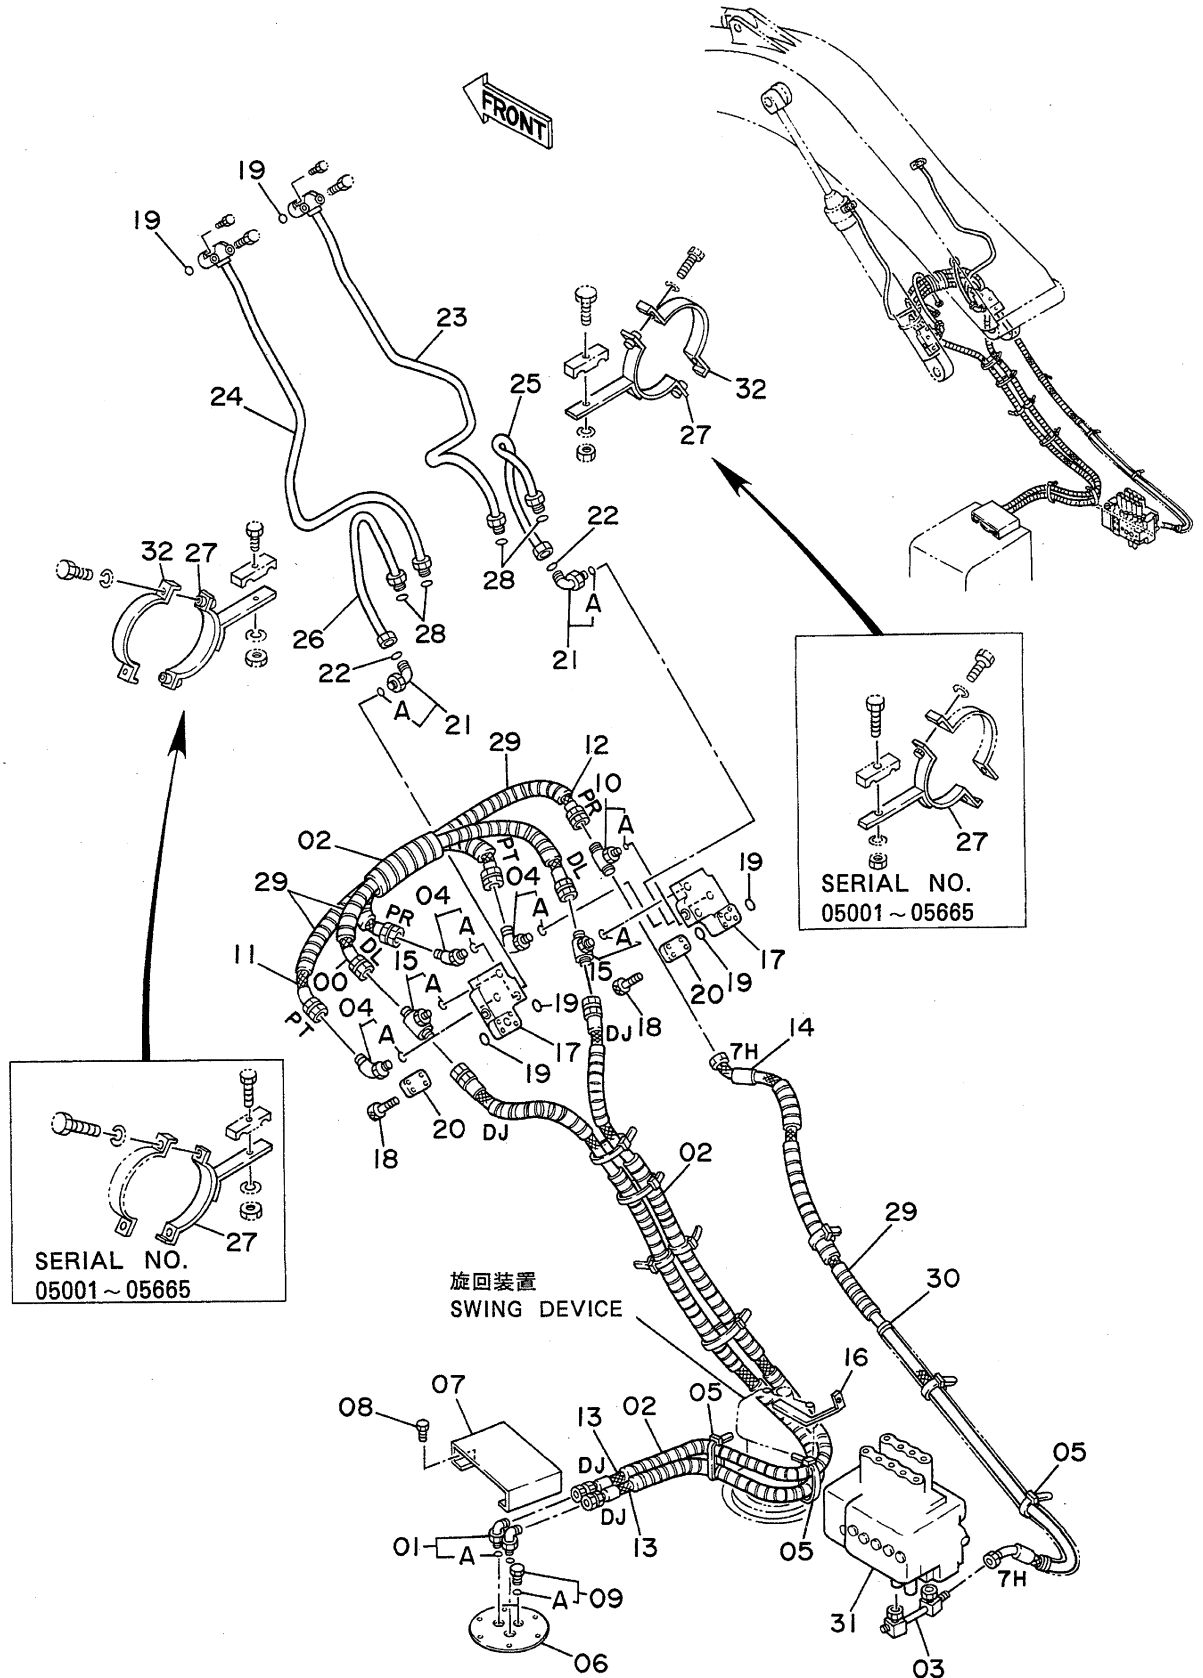 FRONT
19
19
23
24
25
32
27
22
28
32
27
26
28
A
21
22
A
21
29
12
10
PR
A
02
PT
DL
04
04
29
PR
A
A
19
A
15
17
19
20
11
00
DL
15
A
04
PT
A
19
17
19
18
DJ
20
18
DJ
7H
14
02
29
30
SERIAL NO.
05001~05665
27
27
SERIAL NO.
05001~05665
旋回装置
SWING DEVICE
16
07
08
05
02
13
DJ
DJ
13
05
05
01
A
A
09
06
31
7H
03